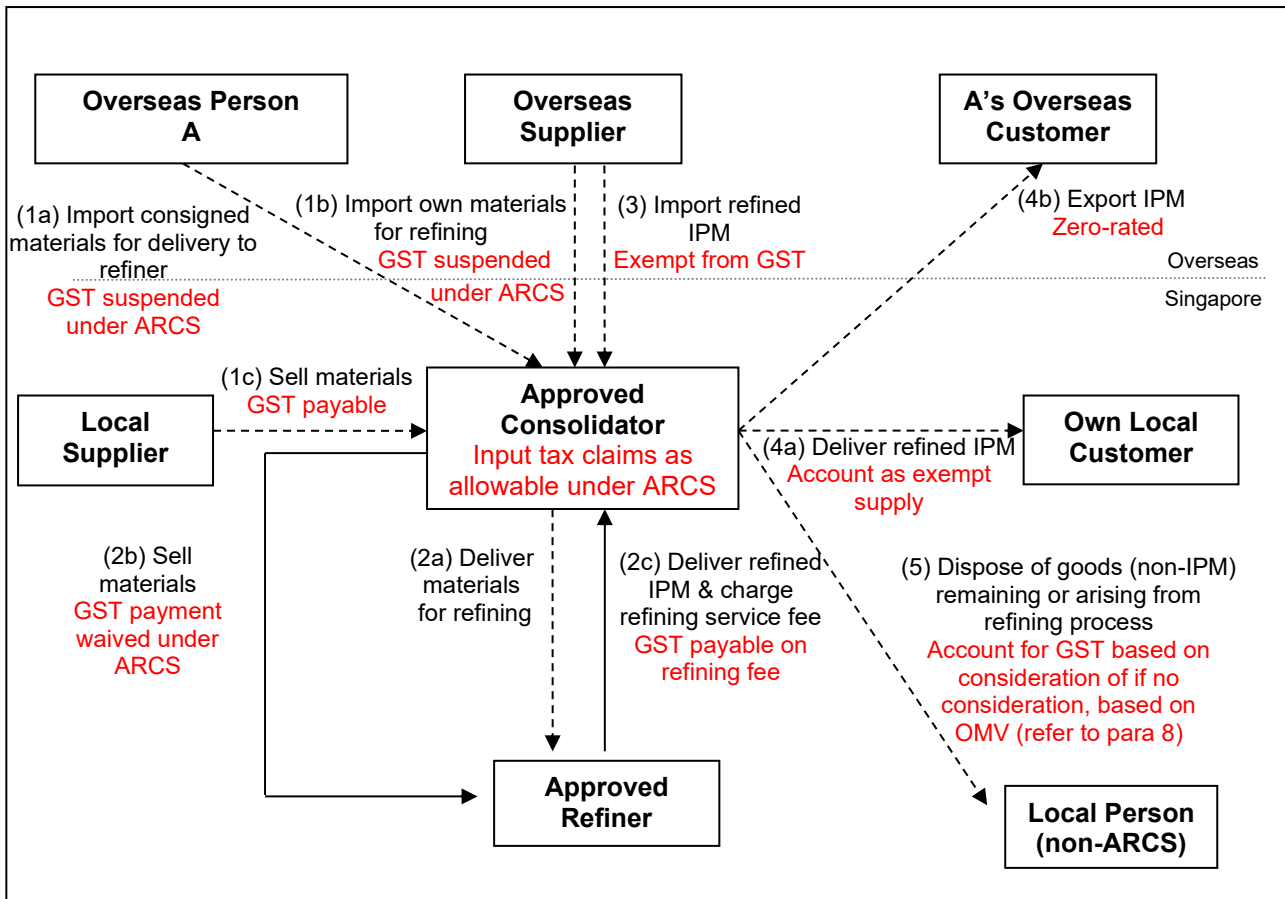 Overseas Person
A
Overseas
Supplier
A's Overseas
Customer
(1a) Import consigned
materials for delivery to
refiner
GST suspended
under ARCS
(1b) Import own materials
for refining
GST suspended
under ARCS
(3) Import refined
IPM
Exempt from GST
(4b) Export IPM
Zero-rated
Overseas
Singapore
Local
Supplier
(1c) Sell materials
GST payable
Approved
Consolidator
Input tax claims as
allowable under ARCS
(4a) Deliver refined IPM
Account as exempt
supply
Own Local
Customer
(2b) Sell
materials
GST payment
waived under
ARCS
(2a) Deliver
materials
for refining
(2c) Deliver refined
IPM & charge
refining service fee
GST payable on
refining fee
(5) Dispose of goods (non-IPM)
remaining or arising from
refining process
Account for GST based on
consideration of if no
consideration, based on
OMV (refer to para 8)
Approved
Refiner
Local Person
(non-ARCS)